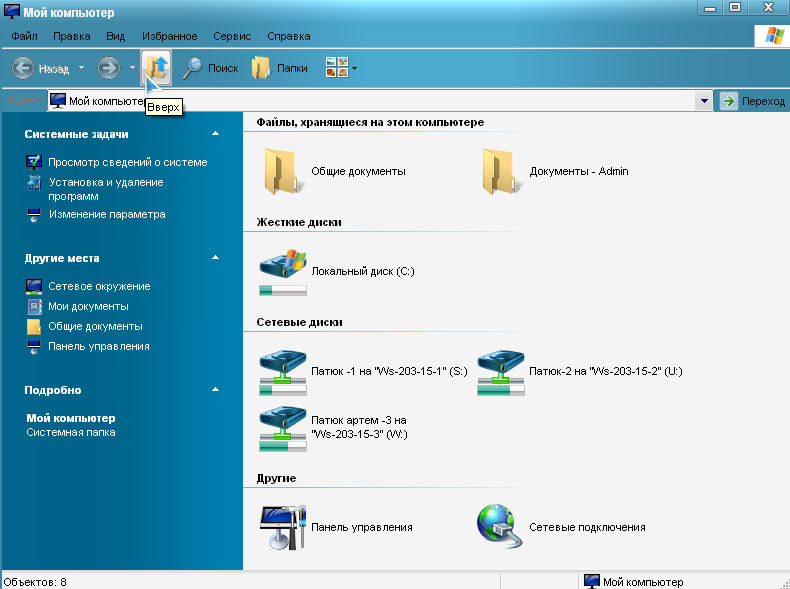 Мой компьютер
Файл Правка Вид Избранное Сервис Справка
Назад Поиск Папки
Адрес: Мой компьютер Переход
Вверх
Системные задачи
Просмотр сведений о системе
Установка и удаление
программ
Изменение параметра
Другие места
Сетевое окружение
Мои документы
Общие документы
Панель управления
Подробно
Мой компьютер
Системная папка
Файлы, хранящиеся на этом компьютере
Общие документы Документы - Admin
Жесткие диски
Локальный диск (C:)
Сетевые диски
Патюк -1 на "Ws-203-15-1" (S:) Патюк-2 на "Ws-203-15-2" (U:)
Патюк артем -3 на
"Ws-203-15-3" (W:)
Другие
Панель управления Сетевые подключения
Объектов: 8 Мой компьютер